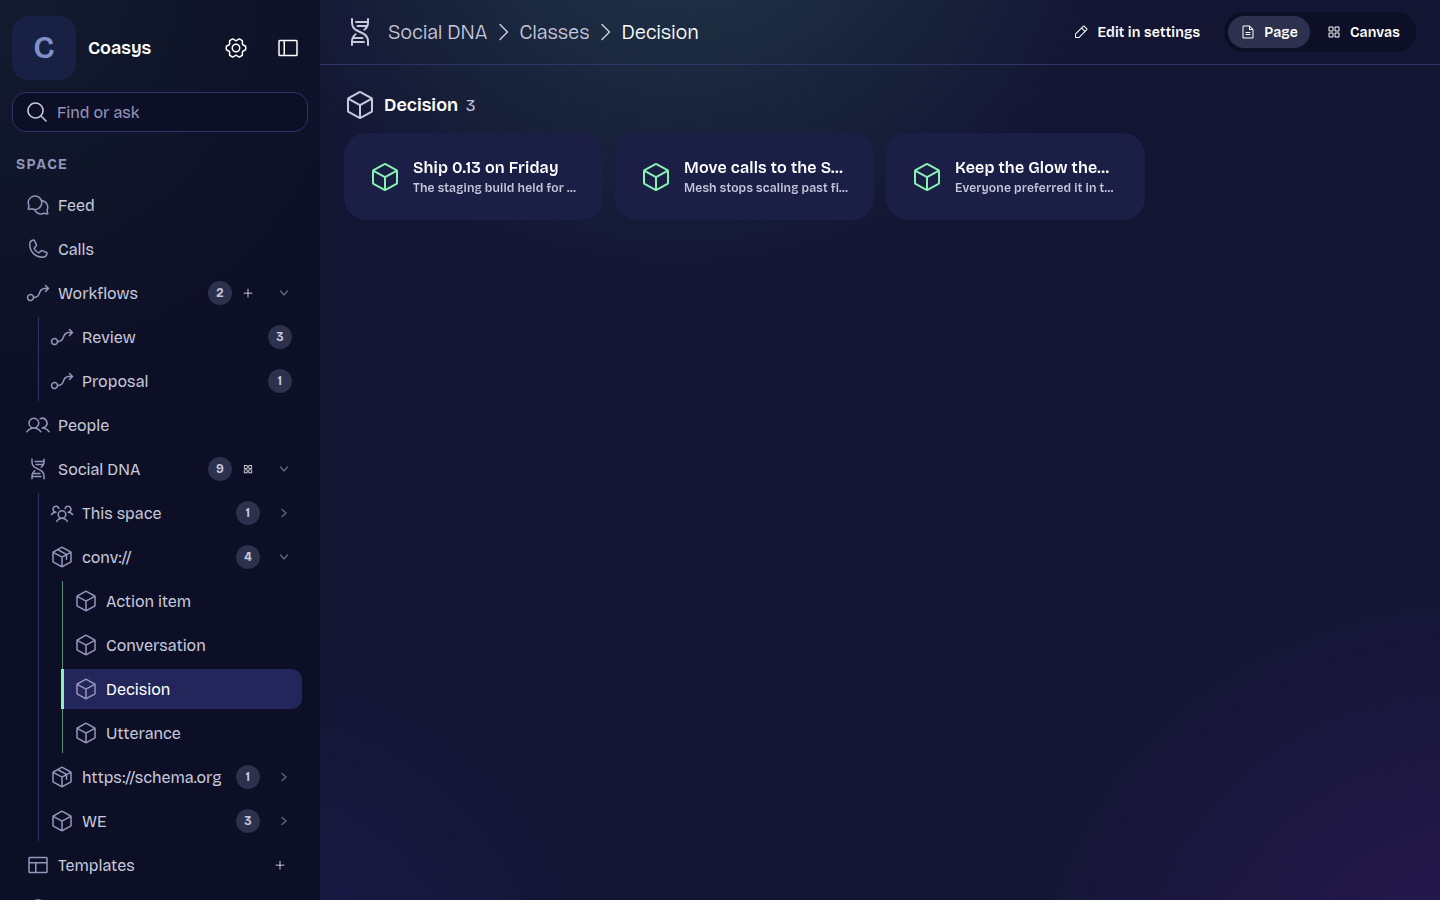 C
Coasys
Find or ask
SPACE
Feed
Calls
Workflows 2
Review 3
Proposal 1
People
Social DNA 9
This space 1
conv:// 4
Action item
Conversation
Decision
Utterance
https://schema.org 1
WE 3
Templates
Social DNA Classes Decision
Edit in settings
Page
Canvas
Decision 3
Ship 0.13 on Friday
The staging build held for ...
Move calls to the S...
Mesh stops scaling past fi...
Keep the Glow the...
Everyone preferred it in t...